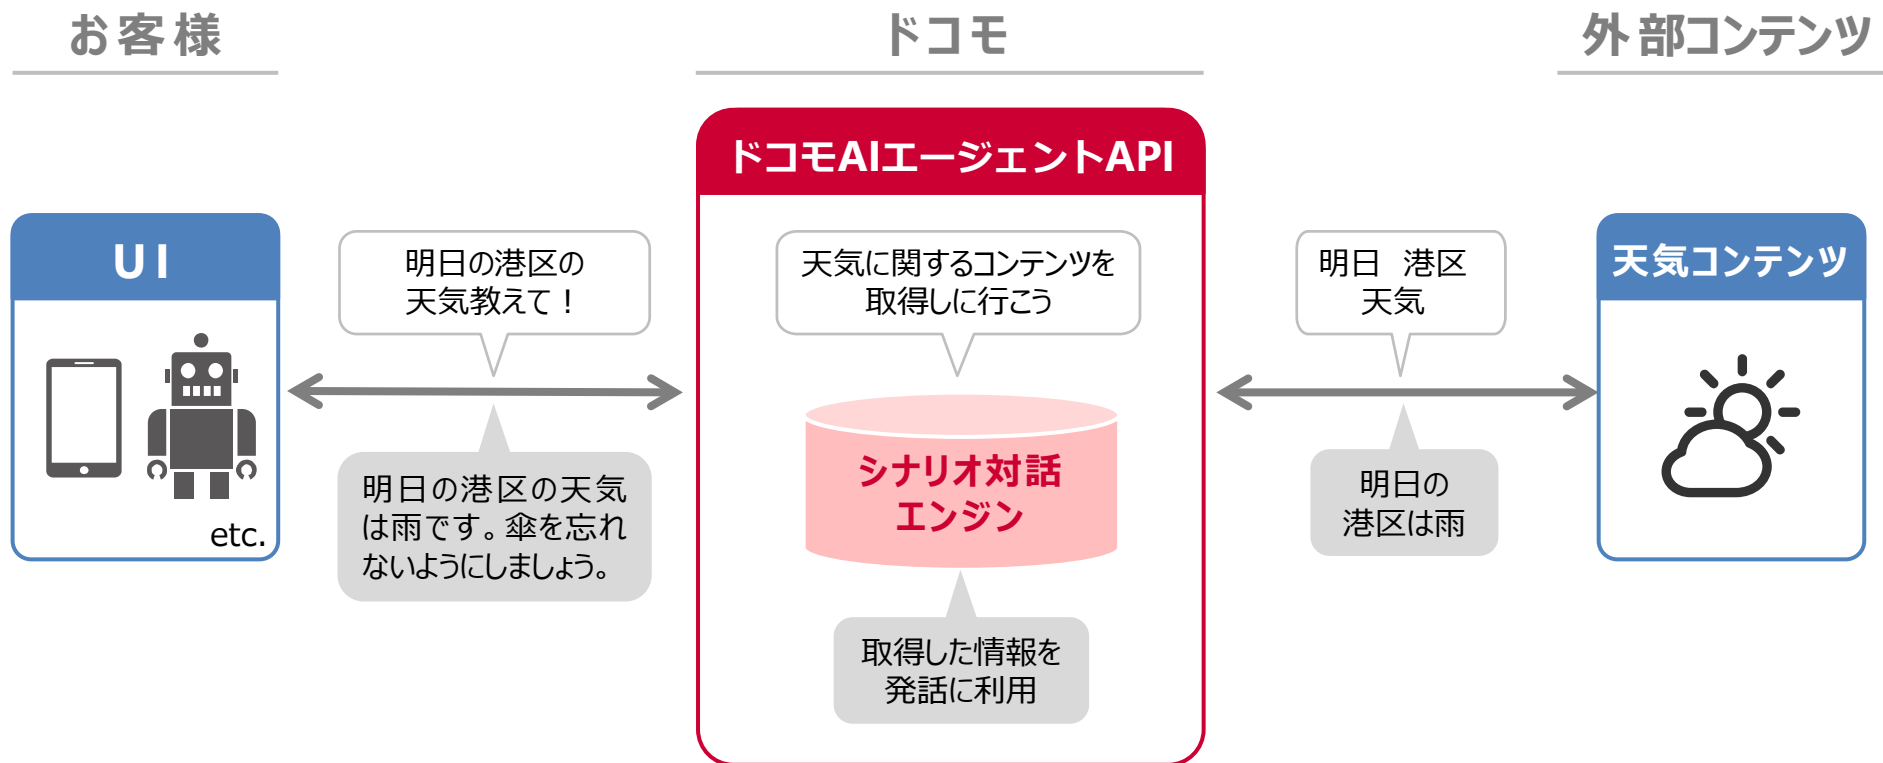 お客様
ドコモ
外部コンテンツ
ドコモAIエージェントAPI
UI
明日の港区の
天気教えて！
天気に関するコンテンツを
取得しに行こう
明日　港区
天気
天気コンテンツ
etc.
明日の港区の天気
は雨です。傘を忘れ
ないようにしましょう。
シナリオ対話
エンジン
明日の
港区は雨
取得した情報を
発話に利用